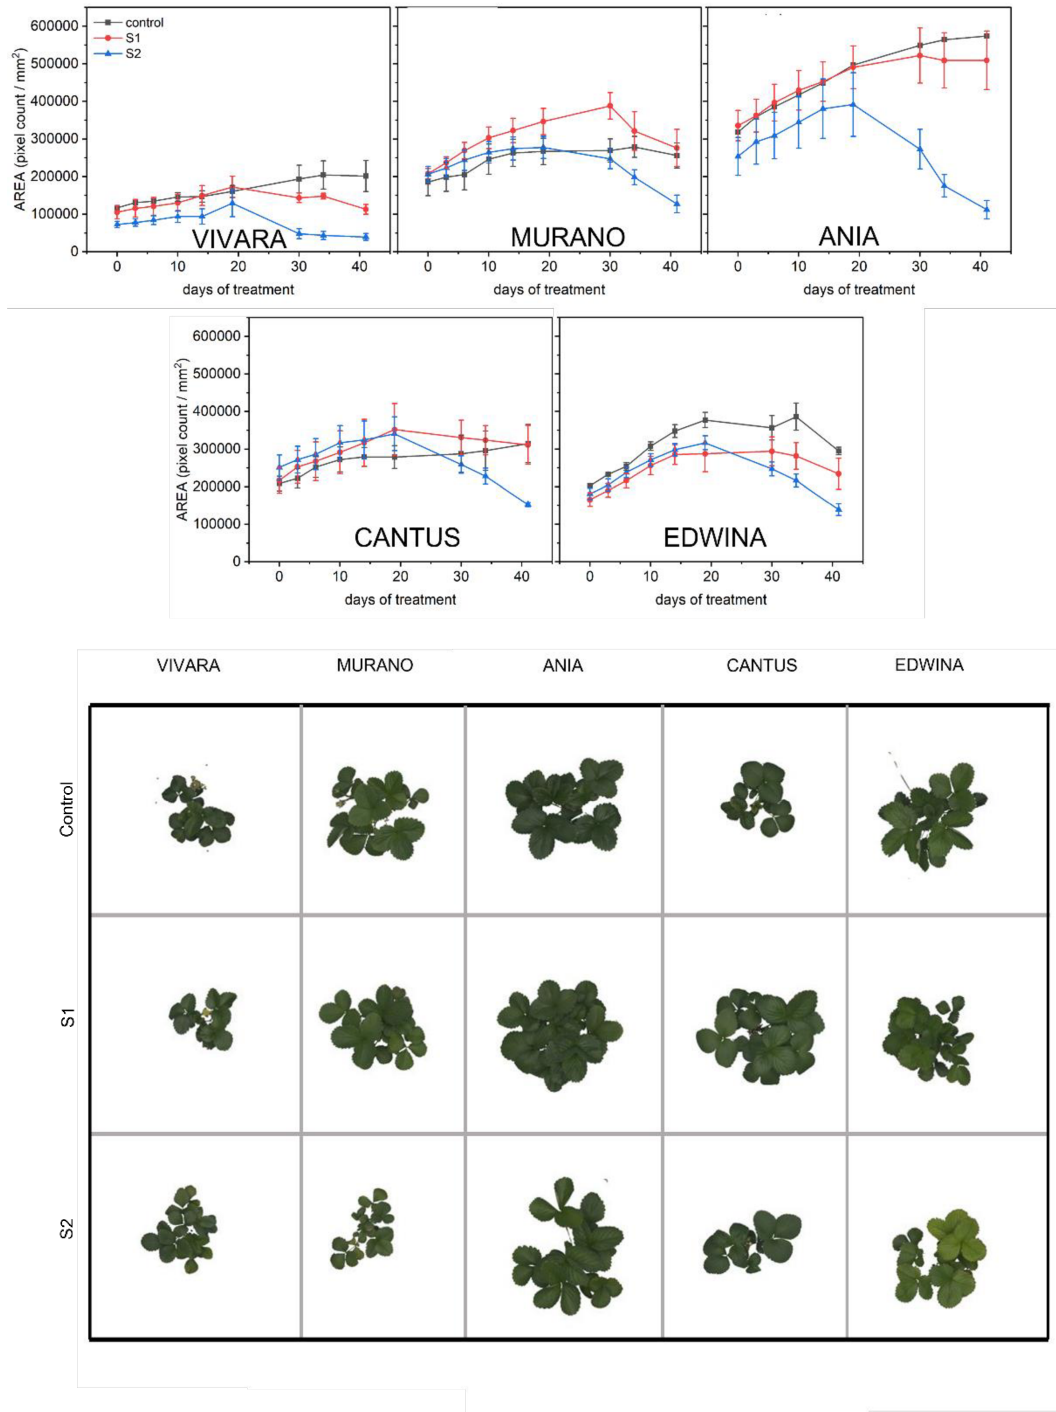 control
S1
S2
AREA (pixel count / mm²)
600000
500000
400000
300000
200000
100000
0
VIVARA
MURANO
ANIA
0 10 20 30 40
0 10 20 30 40
0 10 20 30 40
days of treatment
days of treatment
days of treatment
AREA (pixel count / mm²)
600000
500000
400000
300000
200000
100000
0
CANTUS
EDWINA
0 10 20 30 40
0 10 20 30 40
days of treatment
days of treatment
VIVARA MURANO ANIA CANTUS EDWINA
Control
S1
S2